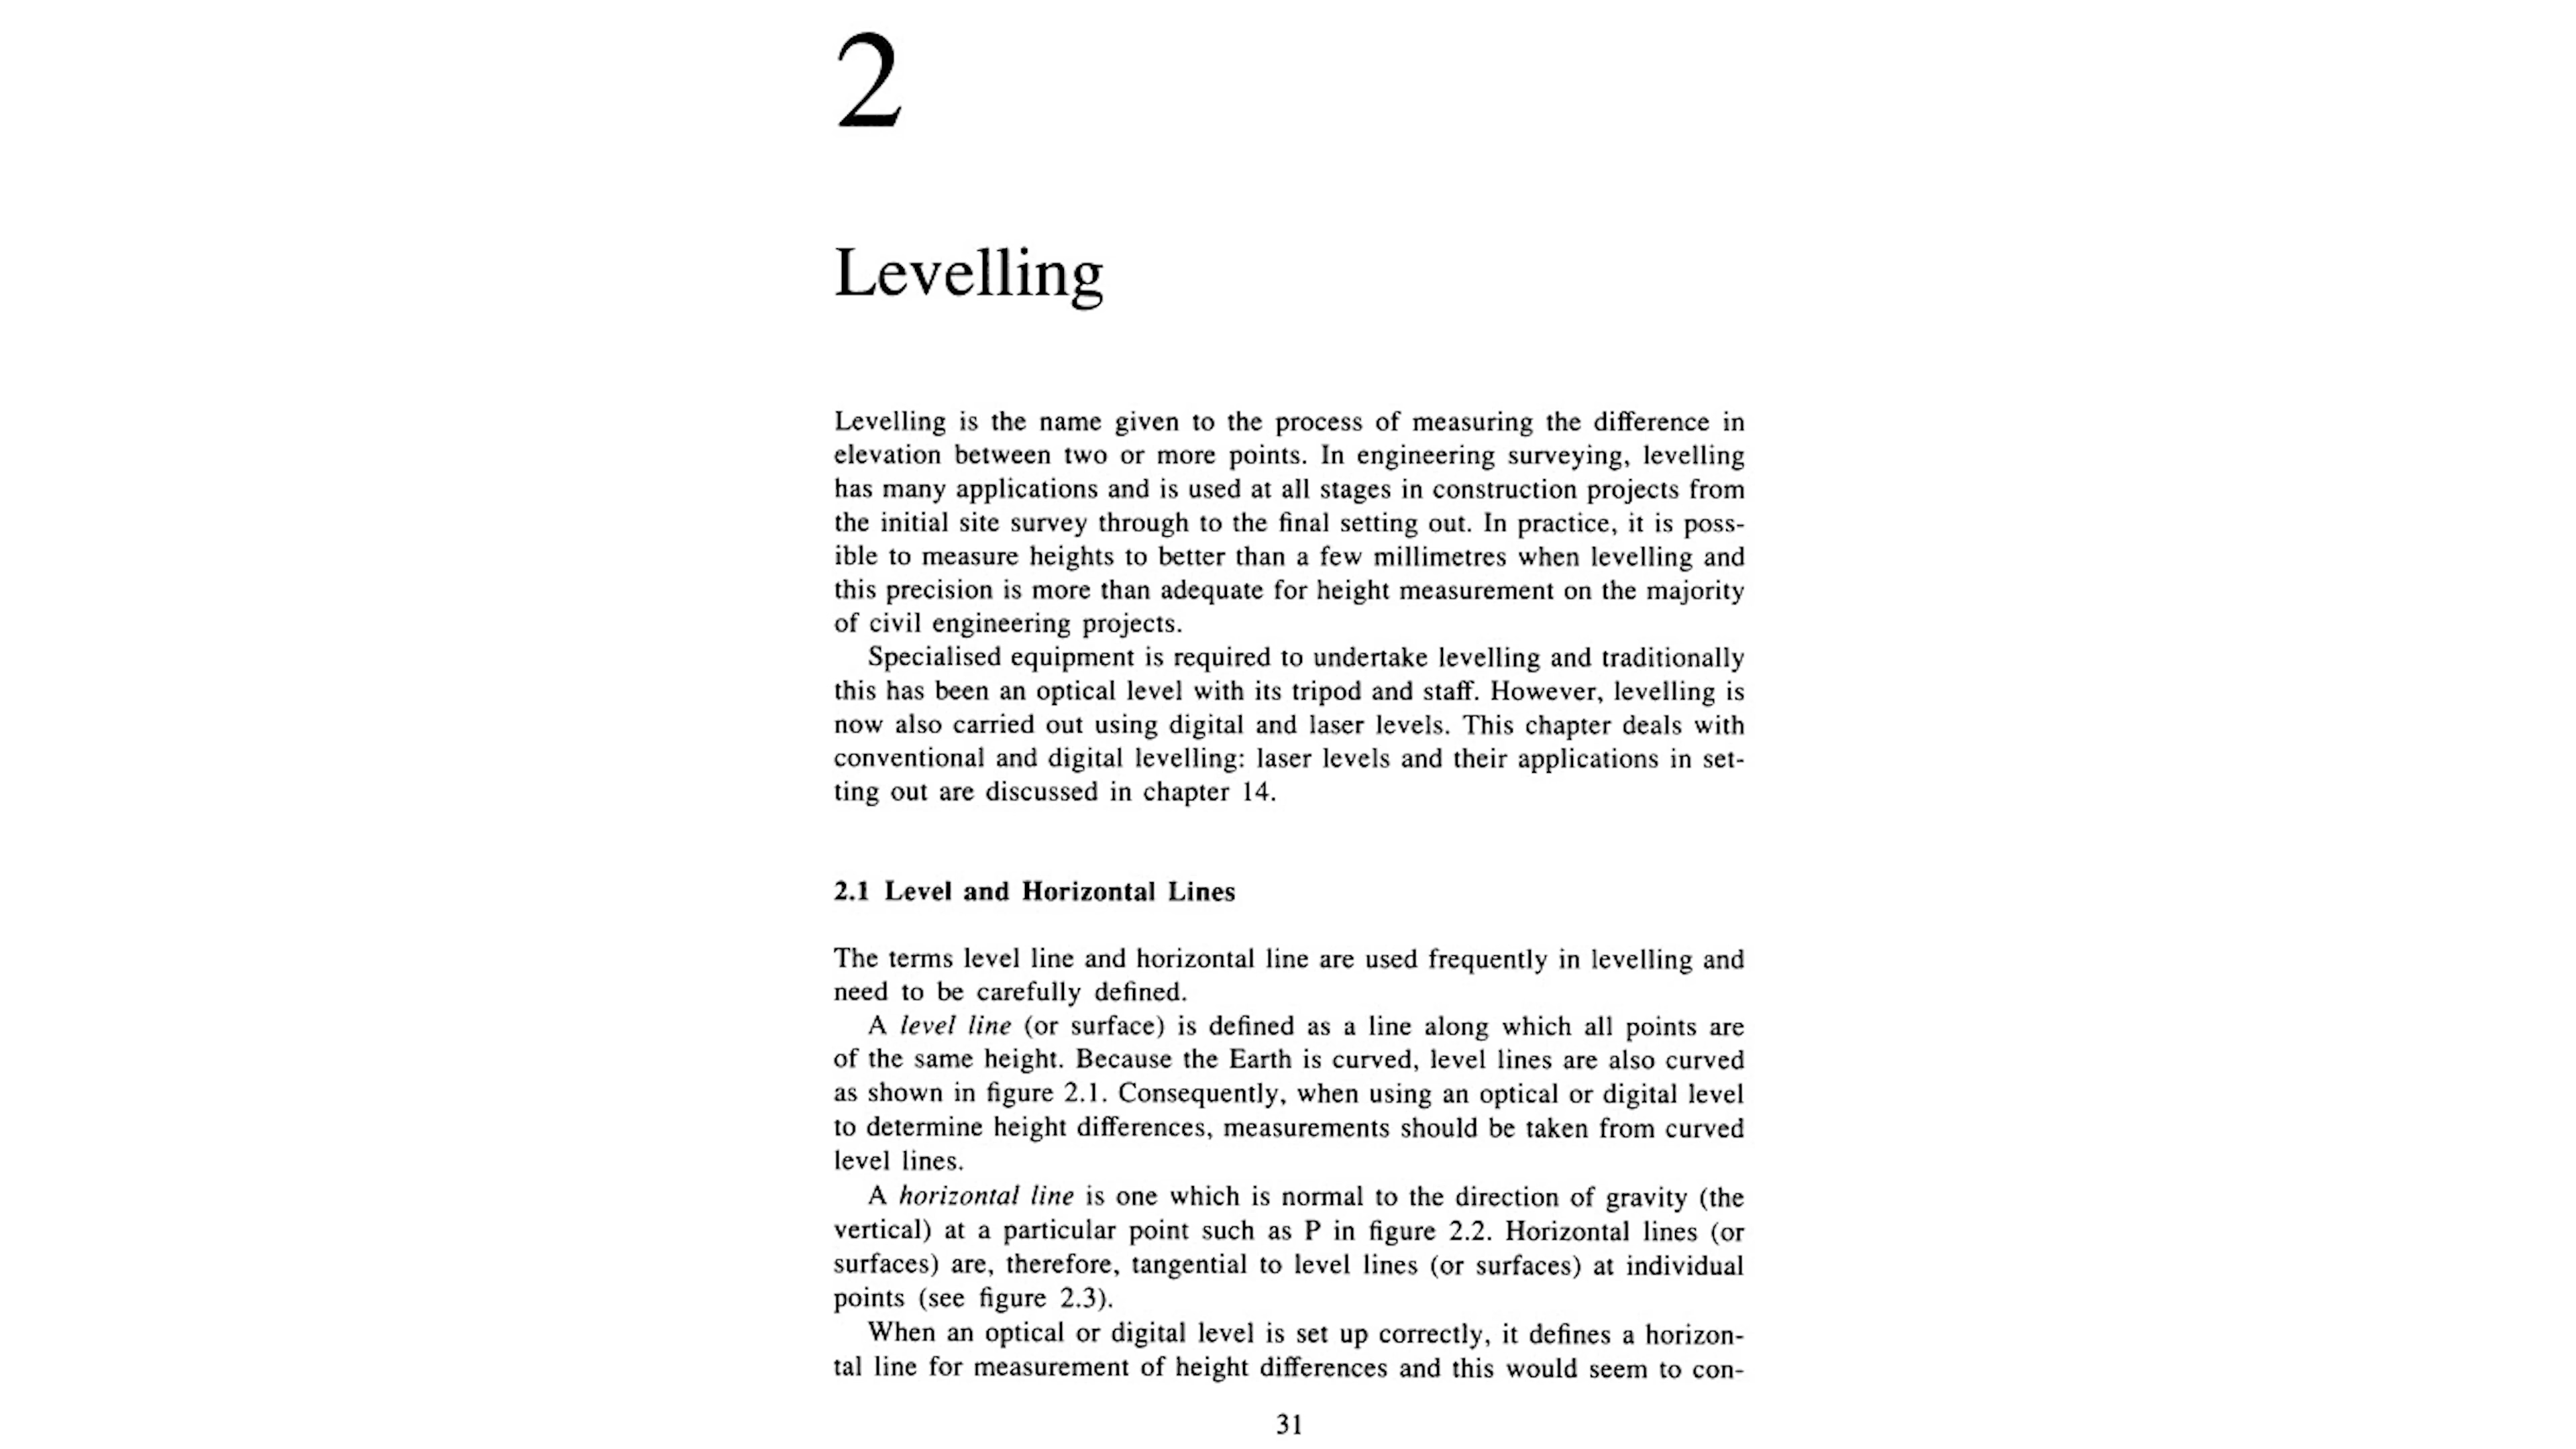 2
Levelling
Levelling is the name given to the process of measuring the difference in
elevation between two or more points. In engineering surveying, levelling
has many applications and is used at all stages in construction projects from
the initial site survey through to the final setting out. In practice, it is poss-
ible to measure heights to better than a few millimetres when levelling and
this precision is more than adequate for height measurement on the majority
of civil engineering projects.
Specialised equipment is required to undertake levelling and traditionally
this has been an optical level with its tripod and staff. However, levelling is
now also carried out using digital and laser levels. This chapter deals with
conventional and digital levelling: laser levels and their applications in set-
ting out are discussed in chapter 14.
2.1 Level and Horizontal Lines
The terms level line and horizontal line are used frequently in levelling and
need to be carefully defined.
A level line (or surface) is defined as a line along which all points are
of the same height. Because the Earth is curved, level lines are also curved
as shown in figure 2.1. Consequently, when using an optical or digital level
to determine height differences, measurements should be taken from curved
level lines.
A horizontal line is one which is normal to the direction of gravity (the
vertical) at a particular point such as P in figure 2.2. Horizontal lines (or
surfaces) are, therefore, tangential to level lines (or surfaces) at individual
points (see figure 2.3).
When an optical or digital level is set up correctly, it defines a horizon-
tal line for measurement of height differences and this would seem to con-
31